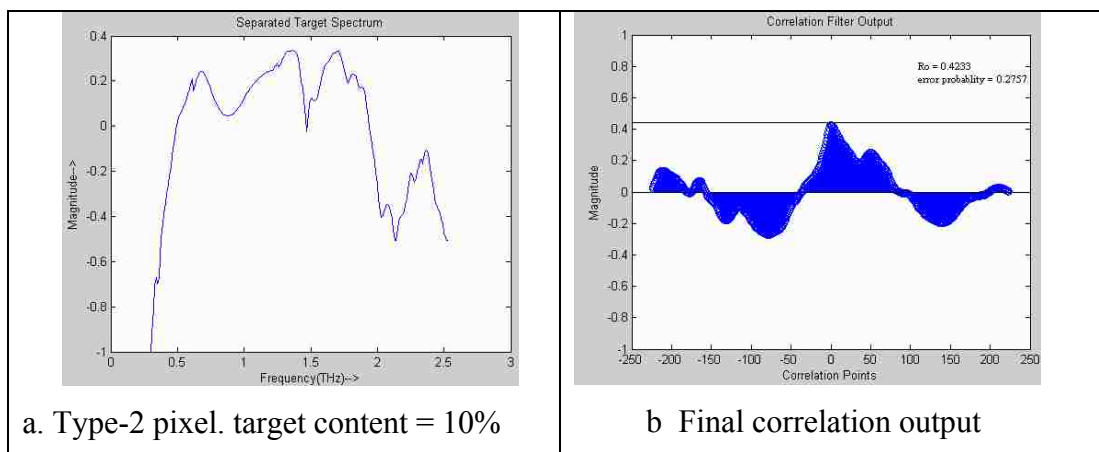 Separated Target Spectrum
0.4
0.2
0
-0.2
-0.4
-0.6
-0.8
-1
Magnitude-->
0 0.5 1 1.5 2 2.5 3
Frequency(THz)-->
a. Type-2 pixel. target content = 10%
Correlation Filter Output
Ro = 0.4233
error probablity = 0.2757
1
0.8
0.6
0.4
0.2
0
-0.2
-0.4
-0.6
-0.8
-1
Magnitude
-250 -200 -150 -100 -50 0 50 100 150 200 250
Correlation Points
b Final correlation output